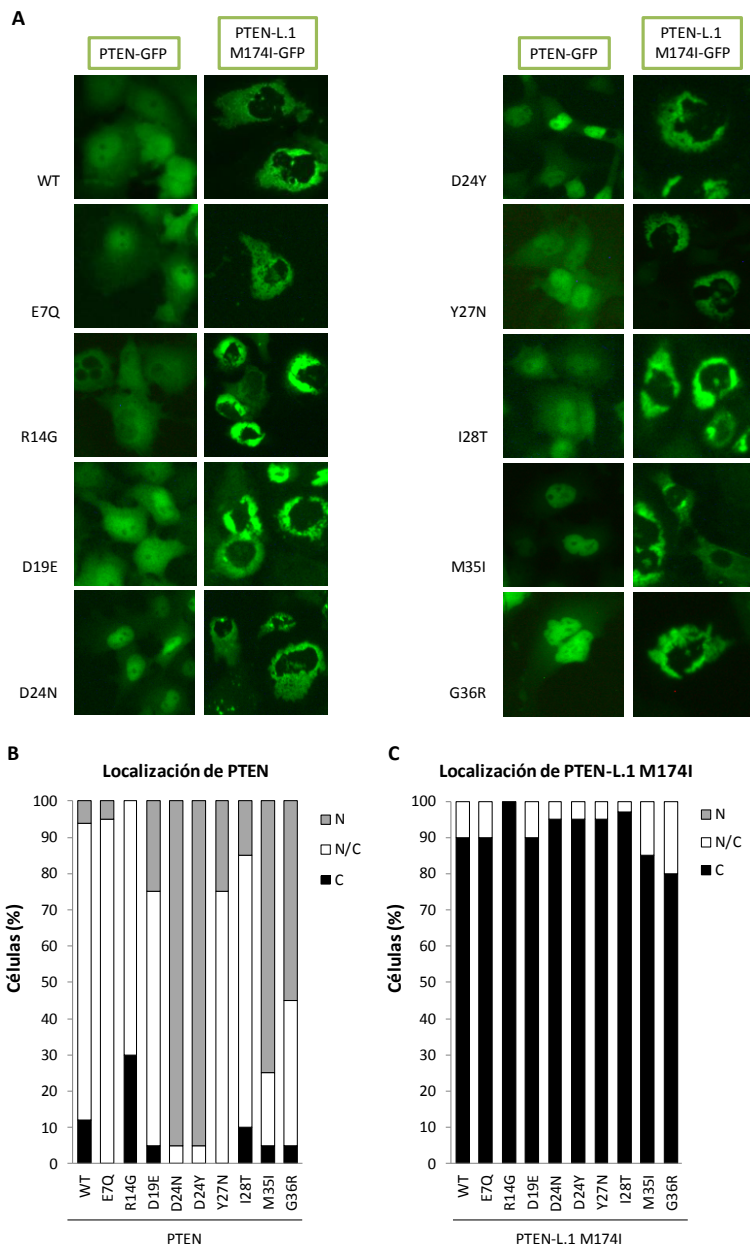 A
PTEN-GFP
PTEN-L.1
M174I-GFP
PTEN-GFP
PTEN-L.1
M174I-GFP
WT
E7Q
R14G
D19E
D24N
D24Y
Y27N
I28T
M35I
G36R
B
Localización de PTEN
Células (%)
100
90
80
70
60
50
40
30
20
10
0
N
N/C
C
WT
E7Q
R14G
D19E
D24N
D24Y
Y27N
I28T
M35I
G36R
PTEN
C
Localización de PTEN-L.1 M174I
Células (%)
100
90
80
70
60
50
40
30
20
10
0
N
N/C
C
WT
E7Q
R14G
D19E
D24N
D24Y
Y27N
I28T
M35I
G36R
PTEN-L.1 M174I